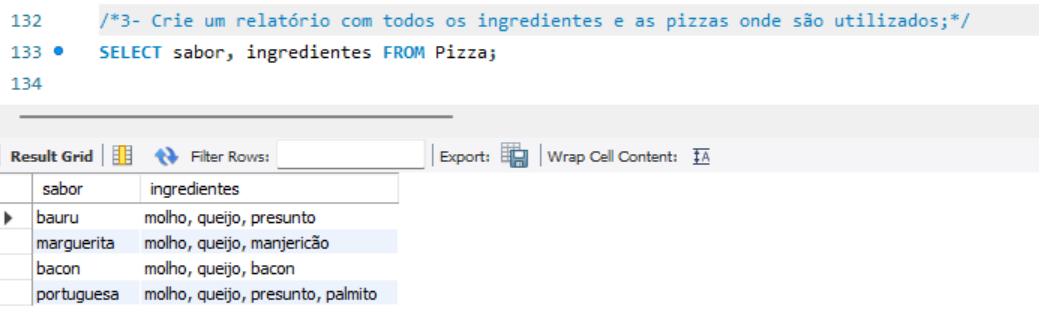 132 /*3- Crie um relatório com todos os ingredientes e as pizzas onde são utilizados;*/
133 SELECT sabor, ingredientes FROM Pizza;
134
Result Grid Filter Rows: Export: Wrap Cell Content: IA
sabor ingredientes
bauru molho, queijo, presunto
marguerita molho, queijo, manjericão
bacon molho, queijo, bacon
portuguesa molho, queijo, presunto, palmito